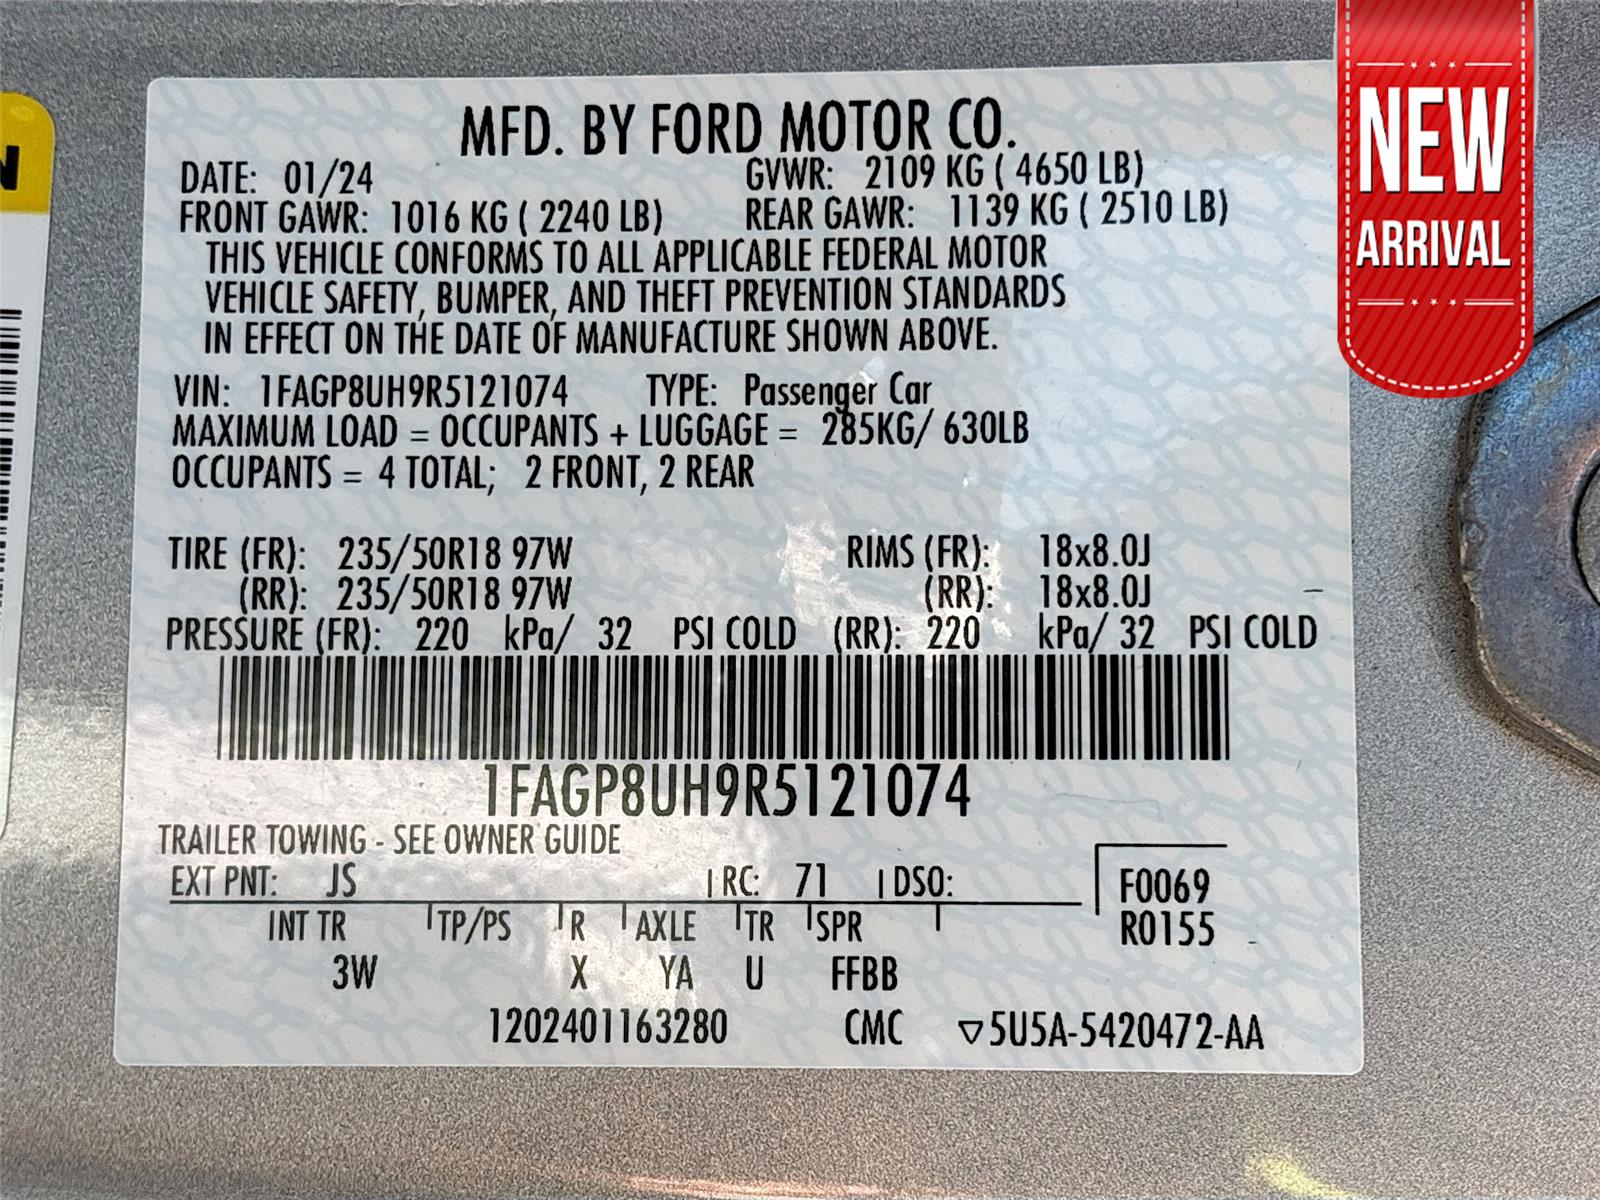 MFD. BY FORD MOTOR CO.
DATE: 01/24 GVWR: 2109 KG ( 4650 LB)
FRONT GAWR: 1016 KG ( 2240 LB) REAR GAWR: 1139 KG ( 2510 LB)
THIS VEHICLE CONFORMS TO ALL APPLICABLE FEDERAL MOTOR
VEHICLE SAFETY, BUMPER, AND THEFT PREVENTION STANDARDS
IN EFFECT ON THE DATE OF MANUFACTURE SHOWN ABOVE.
VIN: 1FAGP8UH9R5121074 TYPE: Passenger Car
MAXIMUM LOAD = OCCUPANTS + LUGGAGE = 285KG/ 630LB
OCCUPANTS = 4 TOTAL; 2 FRONT, 2 REAR
TIRE (FR): 235/50R18 97W RIMS (FR): 18x8.0J
(RR): 235/50R18 97W (RR): 18x8.0J
PRESSURE (FR): 220 kPa/ 32 PSI COLD (RR): 220 kPa/ 32 PSI COLD
1FAGP8UH9R5121074
TRAILER TOWING - SEE OWNER GUIDE
EXT PNT: JS RC: 71 DSO: F0069
INT TR TP/PS R AXLE TR SPR R0155
3W X YA U FFBB
1202401163280 CMC ▽5U5A-5420472-AA
NEW
ARRIVAL
N